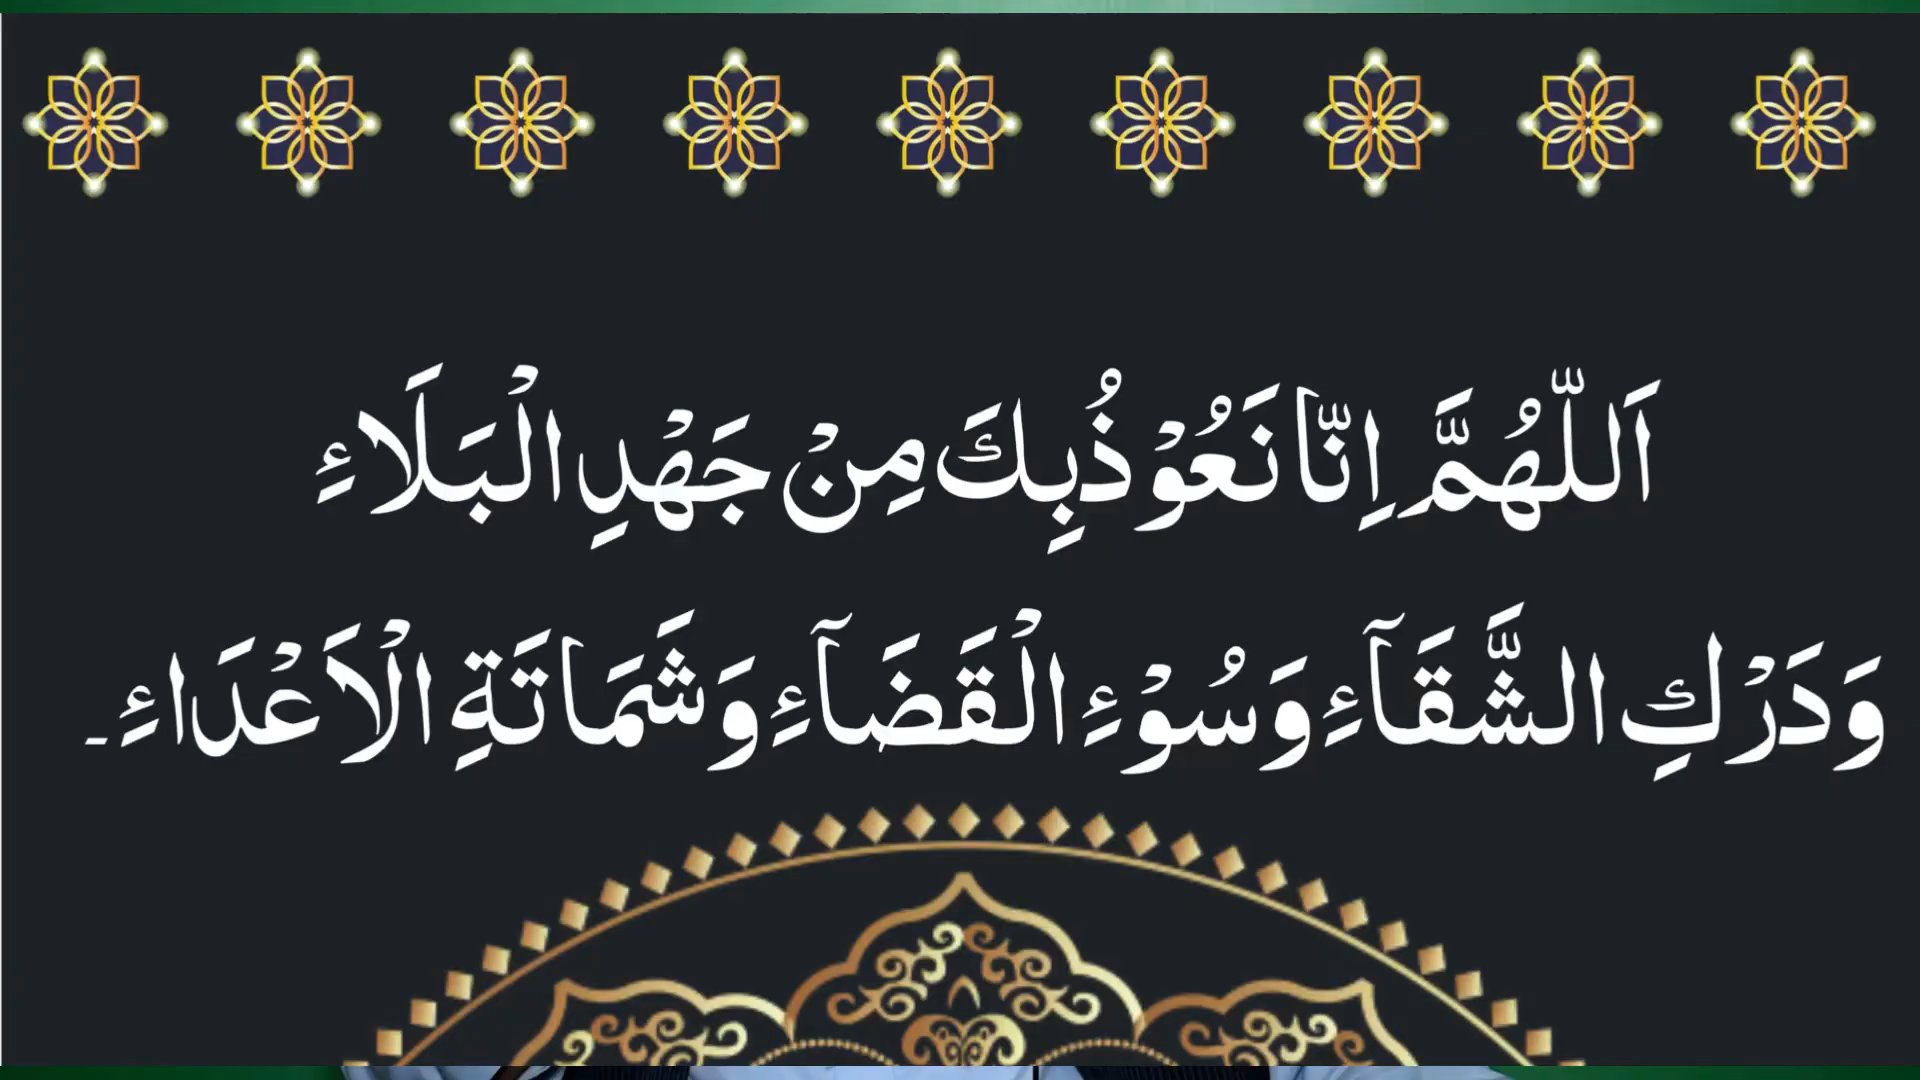 اَللّٰهُمَّ اِنَّا نَعُوْذُبِكَ مِنْ جَهْدِ الْبَلَاءِ
وَدَرْكِ الشَّقَآءِ وَسُوْءِ الْقَضَآءِ وَشَمَاتَةِ الْاَعْدَاءِ۔